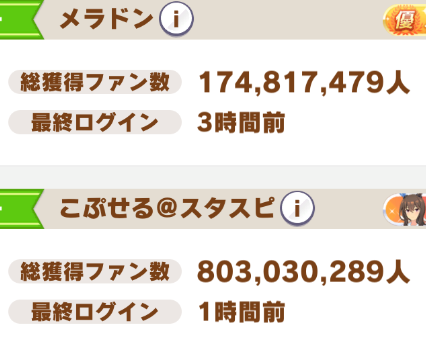 メラドン i 優
総獲得ファン数 174,817,479人
最終ログイン 3時間前
こぷせる@スタスピ i
総獲得ファン数 803,030,289人
最終ログイン 1時間前